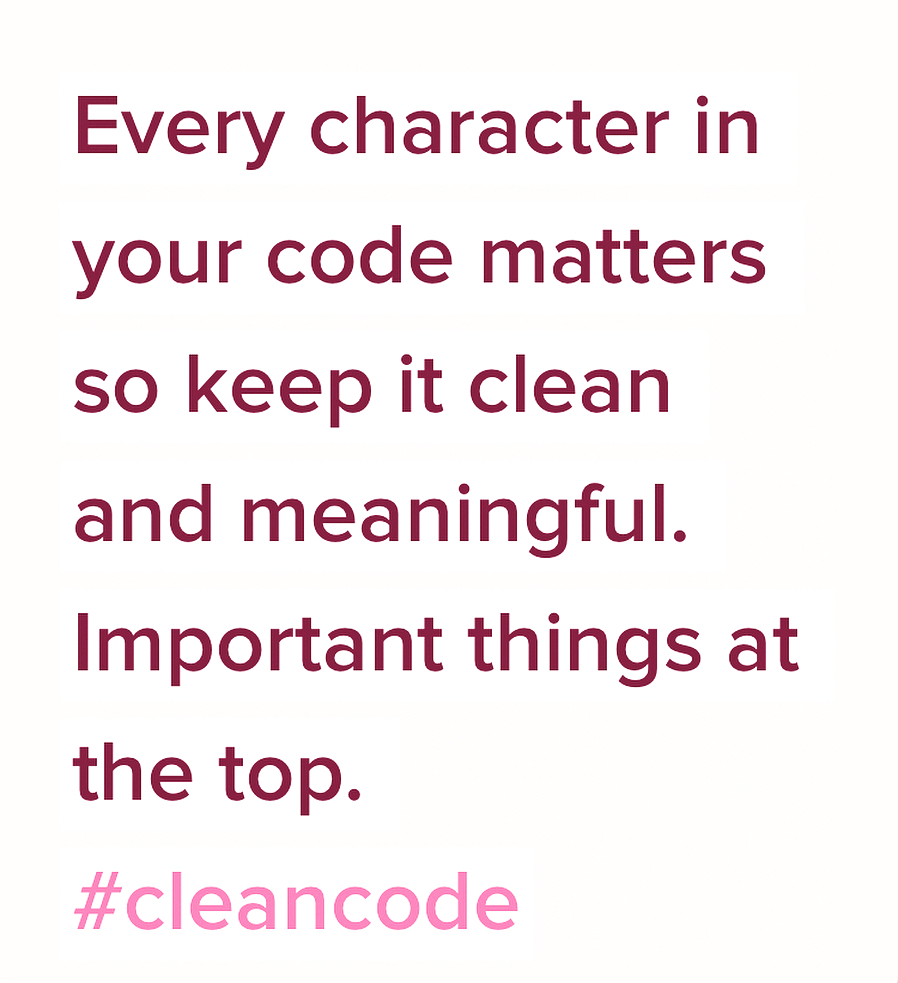 Every character in
your code matters
so keep it clean
and meaningful.
Important things at
the top.
#cleancode